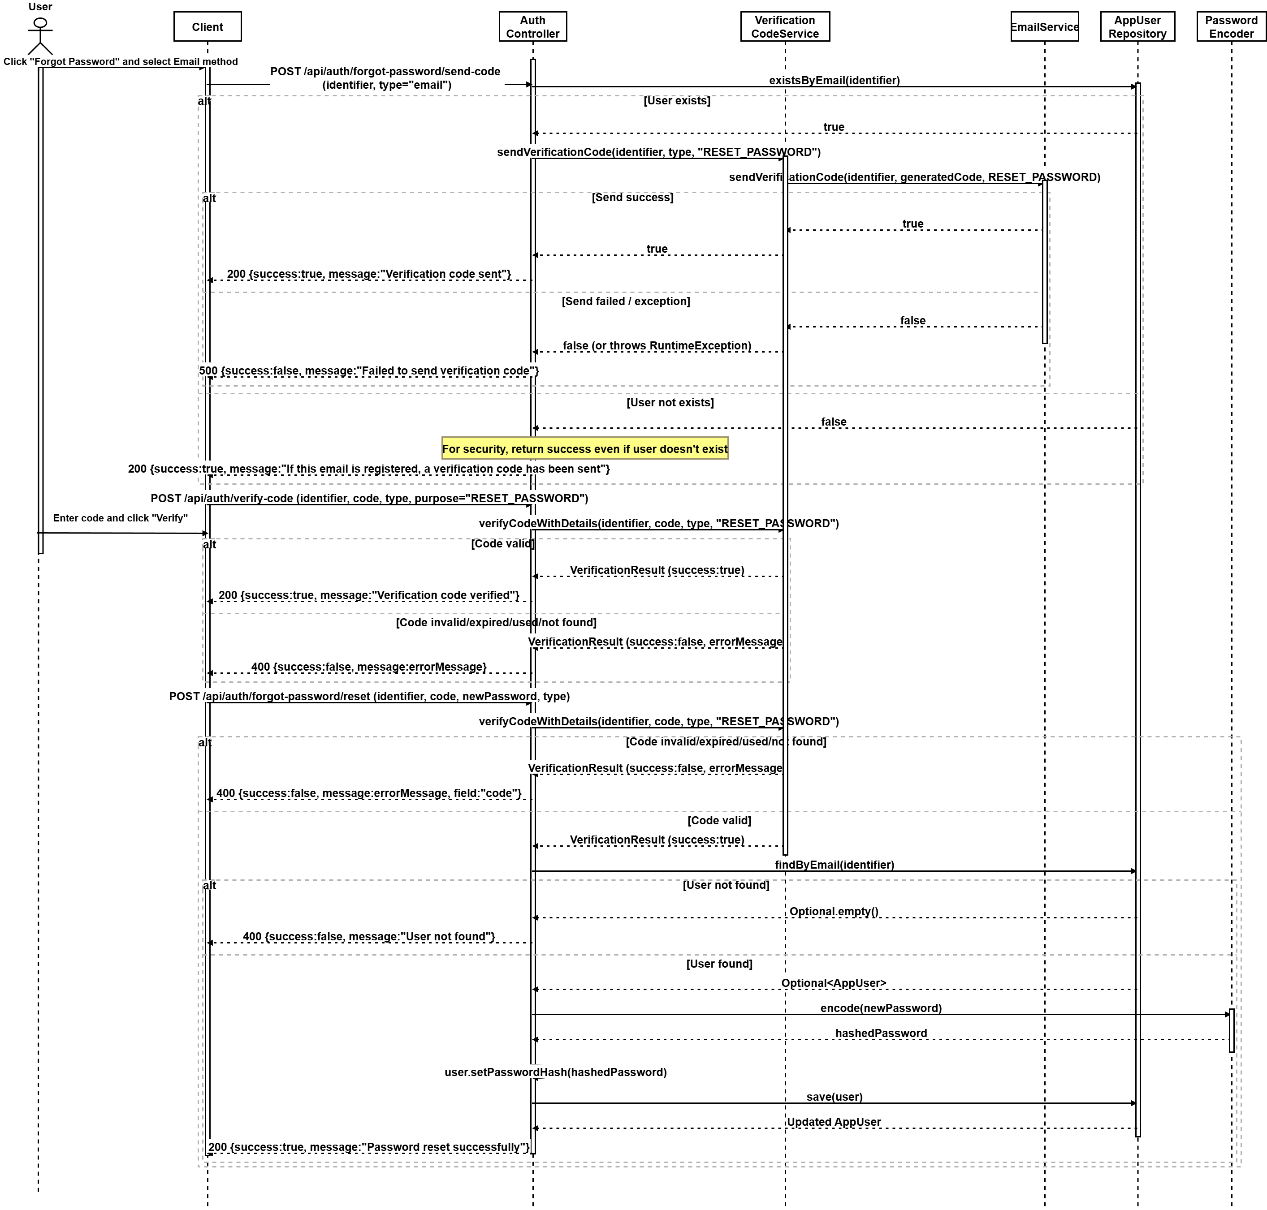 User
Client
Auth
Controller
Verification
CodeService
EmailService
AppUser
Repository
Password
Encoder
Click "Forgot Password" and select Email method
POST /api/auth/forgot-password/send-code
(identifier, type="email")
existsByEmail(identifier)
alt
[User exists]
true
sendVerificationCode(identifier, type, "RESET_PASSWORD")
sendVerificationCode(identifier, generatedCode, RESET_PASSWORD)
alt
[Send success]
true
true
200 {success:true, message:"Verification code sent"}
[Send failed / exception]
false
false (or throws RuntimeException)
500 {success:false, message:"Failed to send verification code"}
[User not exists]
false
For security, return success even if user doesn't exist
200 {success:true, message:"If this email is registered, a verification code has been sent"}
POST /api/auth/verify-code (identifier, code, type, purpose="RESET_PASSWORD")
Enter code and click "Verify"
verifyCodeWithDetails(identifier, code, type, "RESET_PASSWORD")
alt
[Code valid]
VerificationResult (success:true)
200 {success:true, message:"Verification code verified"}
[Code invalid/expired/used/not found]
VerificationResult (success:false, errorMessage
400 {success:false, message:errorMessage}
POST /api/auth/forgot-password/reset (identifier, code, newPassword, type)
verifyCodeWithDetails(identifier, code, type, "RESET_PASSWORD")
alt
[Code invalid/expired/used/not found]
VerificationResult (success:false, errorMessage
400 {success:false, message:errorMessage, field:"code"}
[Code valid]
VerificationResult (success:true)
findByEmail(identifier)
alt
[User not found]
Optional.empty()
400 {success:false, message:"User not found"}
[User found]
Optional<AppUser>
encode(newPassword)
hashedPassword
user.setPasswordHash(hashedPassword)
save(user)
Updated AppUser
200 {success:true, message:"Password reset successfully"}